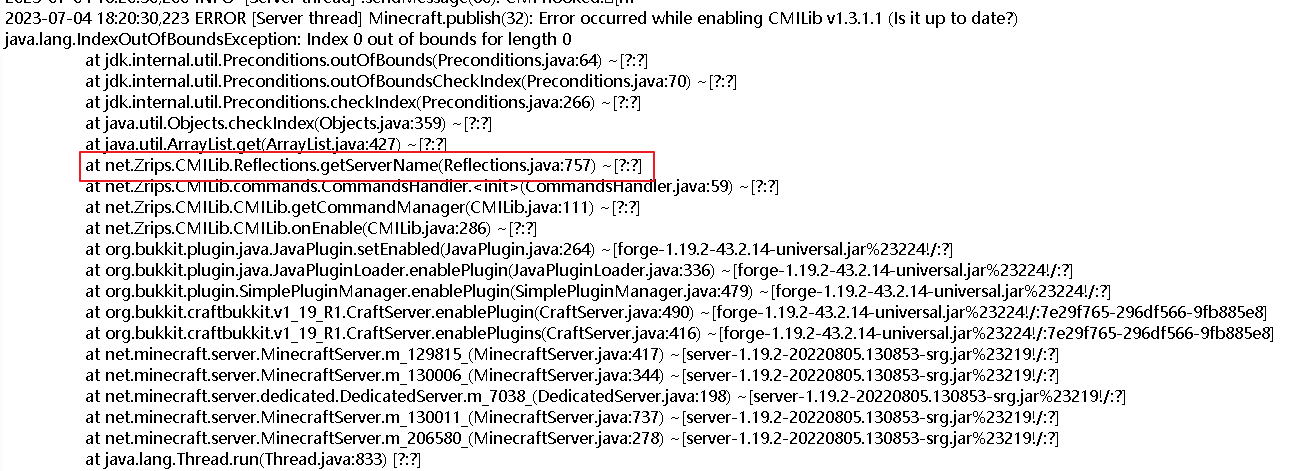 2023-07-04 18:20:30,223 ERROR [Server thread] Minecraft.publish(32): Error occurred while enabling CMILib v1.3.1.1 (Is it up to date?)
java.lang.IndexOutOfBoundsException: Index 0 out of bounds for length 0
at jdk.internal.util.Preconditions.outOfBounds(Preconditions.java:64) ~[?:?]
at jdk.internal.util.Preconditions.outOfBoundsCheckIndex(Preconditions.java:70) ~[?:?]
at jdk.internal.util.Preconditions.checkIndex(Preconditions.java:266) ~[?:?]
at java.util.Objects.checkIndex(Objects.java:359) ~[?:?]
at java.util.ArrayList.get(ArrayList.java:427) ~[?:?]
at net.Zrips.CMILib.Reflections.getServerName(Reflections.java:757) ~[?:?]
at net.Zrips.CMILib.commands.CommandsHandler.<init>(CommandsHandler.java:59) ~[?:?]
at net.Zrips.CMILib.CMILib.getCommandManager(CMILib.java:111) ~[?:?]
at net.Zrips.CMILib.CMILib.onEnable(CMILib.java:286) ~[?:?]
at org.bukkit.plugin.java.JavaPlugin.setEnabled(JavaPlugin.java:264) ~[forge-1.19.2-43.2.14-universal.jar%23224!/:?]
at org.bukkit.plugin.java.JavaPluginLoader.enablePlugin(JavaPluginLoader.java:336) ~[forge-1.19.2-43.2.14-universal.jar%23224!/:?]
at org.bukkit.plugin.SimplePluginManager.enablePlugin(SimplePluginManager.java:479) ~[forge-1.19.2-43.2.14-universal.jar%23224!/:?]
at org.bukkit.craftbukkit.v1_19_R1.CraftServer.enablePlugin(CraftServer.java:490) ~[forge-1.19.2-43.2.14-universal.jar%23224!/:7e29f765-296df566-9fb885e8]
at org.bukkit.craftbukkit.v1_19_R1.CraftServer.enablePlugins(CraftServer.java:416) ~[forge-1.19.2-43.2.14-universal.jar%23224!/:7e29f765-296df566-9fb885e8]
at net.minecraft.server.MinecraftServer.m_129815_(MinecraftServer.java:417) ~[server-1.19.2-20220805.130853-srg.jar%23219!/:?]
at net.minecraft.server.MinecraftServer.m_130006_(MinecraftServer.java:344) ~[server-1.19.2-20220805.130853-srg.jar%23219!/:?]
at net.minecraft.server.dedicated.DedicatedServer.m_7038_(DedicatedServer.java:198) ~[server-1.19.2-20220805.130853-srg.jar%23219!/:?]
at net.minecraft.server.MinecraftServer.m_130011_(MinecraftServer.java:737) ~[server-1.19.2-20220805.130853-srg.jar%23219!/:?]
at net.minecraft.server.MinecraftServer.m_206580_(MinecraftServer.java:278) ~[server-1.19.2-20220805.130853-srg.jar%23219!/:?]
at java.lang.Thread.run(Thread.java:833) [?:?]